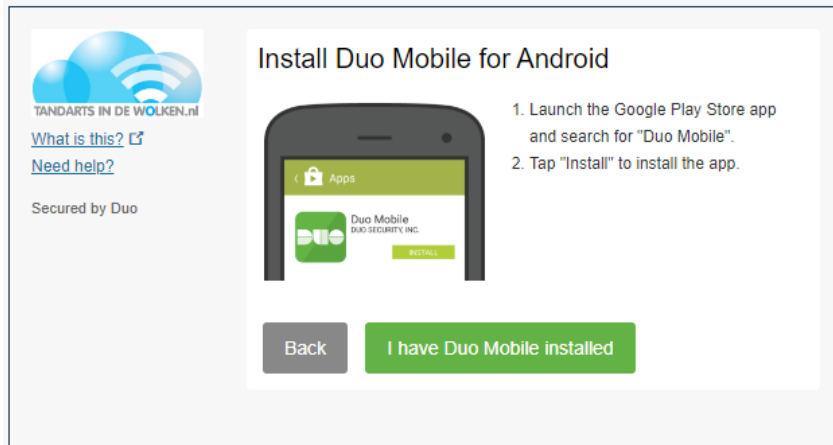 TANDARTS IN DE WOLKEN.nl
What is this?
Need help?
Secured by Duo
Install Duo Mobile for Android
1. Launch the Google Play Store app
and search for "Duo Mobile".
2. Tap "Install" to install the app.
Apps
DUO
Duo Mobile
DUO SECURITY, INC.
INSTALL
Back
I have Duo Mobile installed